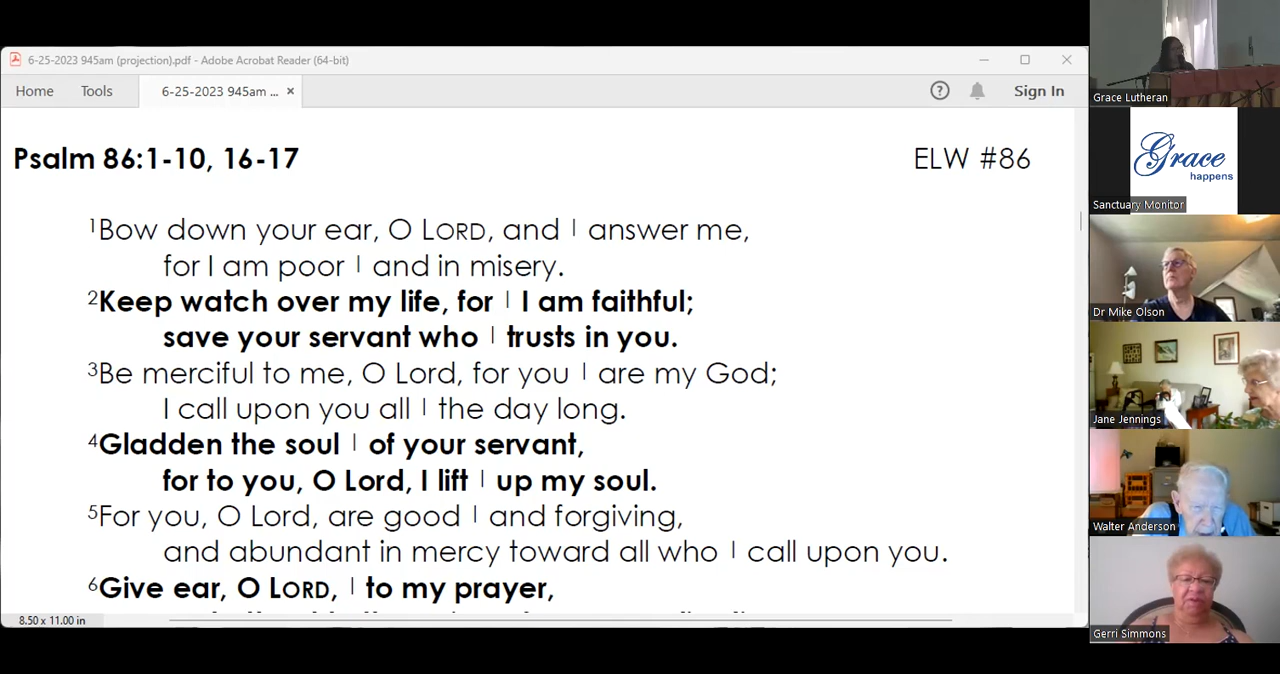 6-25-2023 945am (projection).pdf - Adobe Acrobat Reader (64-bit)
Home Tools 6-25-2023 945am ... × Sign In
Psalm 86:1-10, 16-17 ELW #86
1Bow down your ear, O LORD, and | answer me,
for I am poor | and in misery.
2Keep watch over my life, for | I am faithful;
save your servant who | trusts in you.
3Be merciful to me, O Lord, for you | are my God;
I call upon you all | the day long.
4Gladden the soul | of your servant,
for to you, O Lord, I lift | up my soul.
5For you, O Lord, are good | and forgiving,
and abundant in mercy toward all who | call upon you.
6Give ear, O LORD, | to my prayer,
8.50 x 11.00 in
Grace Lutheran
Grace
happens
Sanctuary Monitor
Dr Mike Olson
Jane Jennings
Walter Anderson
Gerri Simmons